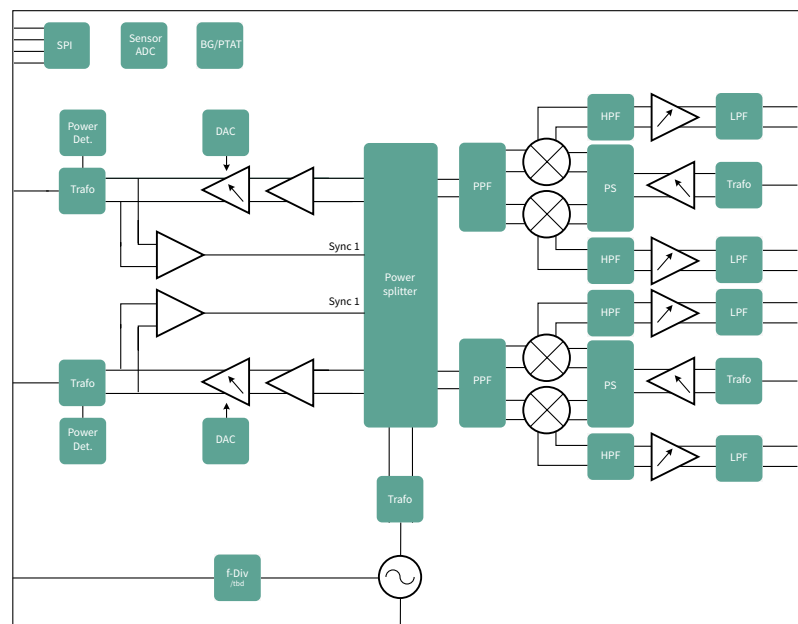 SPI
Sensor
ADC
BG/PTAT
Power
Det.
DAC
HPF
LPF
Trafo
PPF
PS
Trafo
Sync 1
HPF
LPF
Power
splitter
Sync 1
HPF
LPF
Trafo
DAC
Power
Det.
PPF
PS
Trafo
HPF
LPF
Trafo
f-Div
/tbd